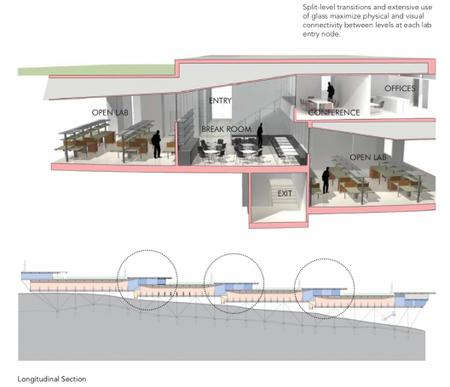 Split-level transitions and extensive use
of glass maximize physical and visual
connectivity between levels at each lab
entry node.
OFFICES
ENTRY
OPEN LAB
CONFERENCE
BREAK ROOM
OPEN LAB
EXIT
Longitudinal Section